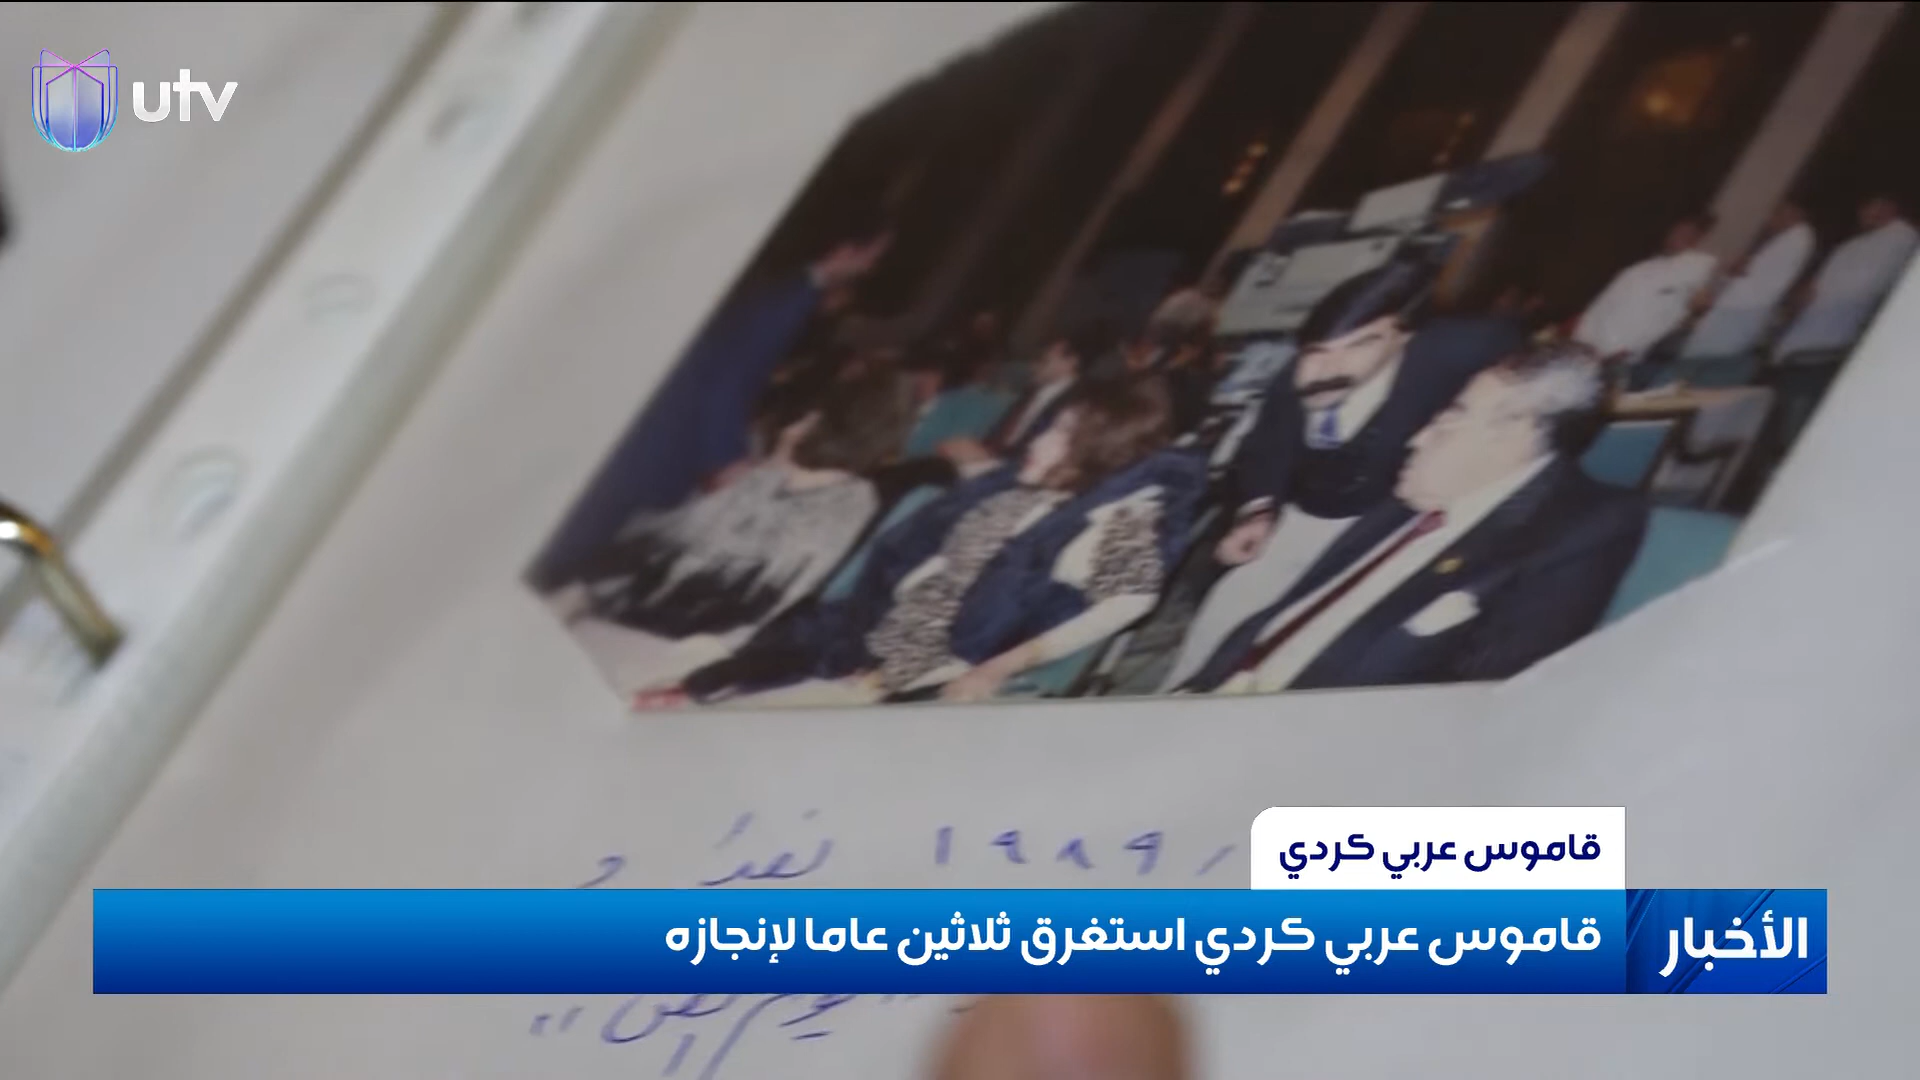 utv
١٩٨٩/
قاموس عربي كردي
الأخبار
قاموس عربي كردي استغرق ثلاثين عاما لإنجازه